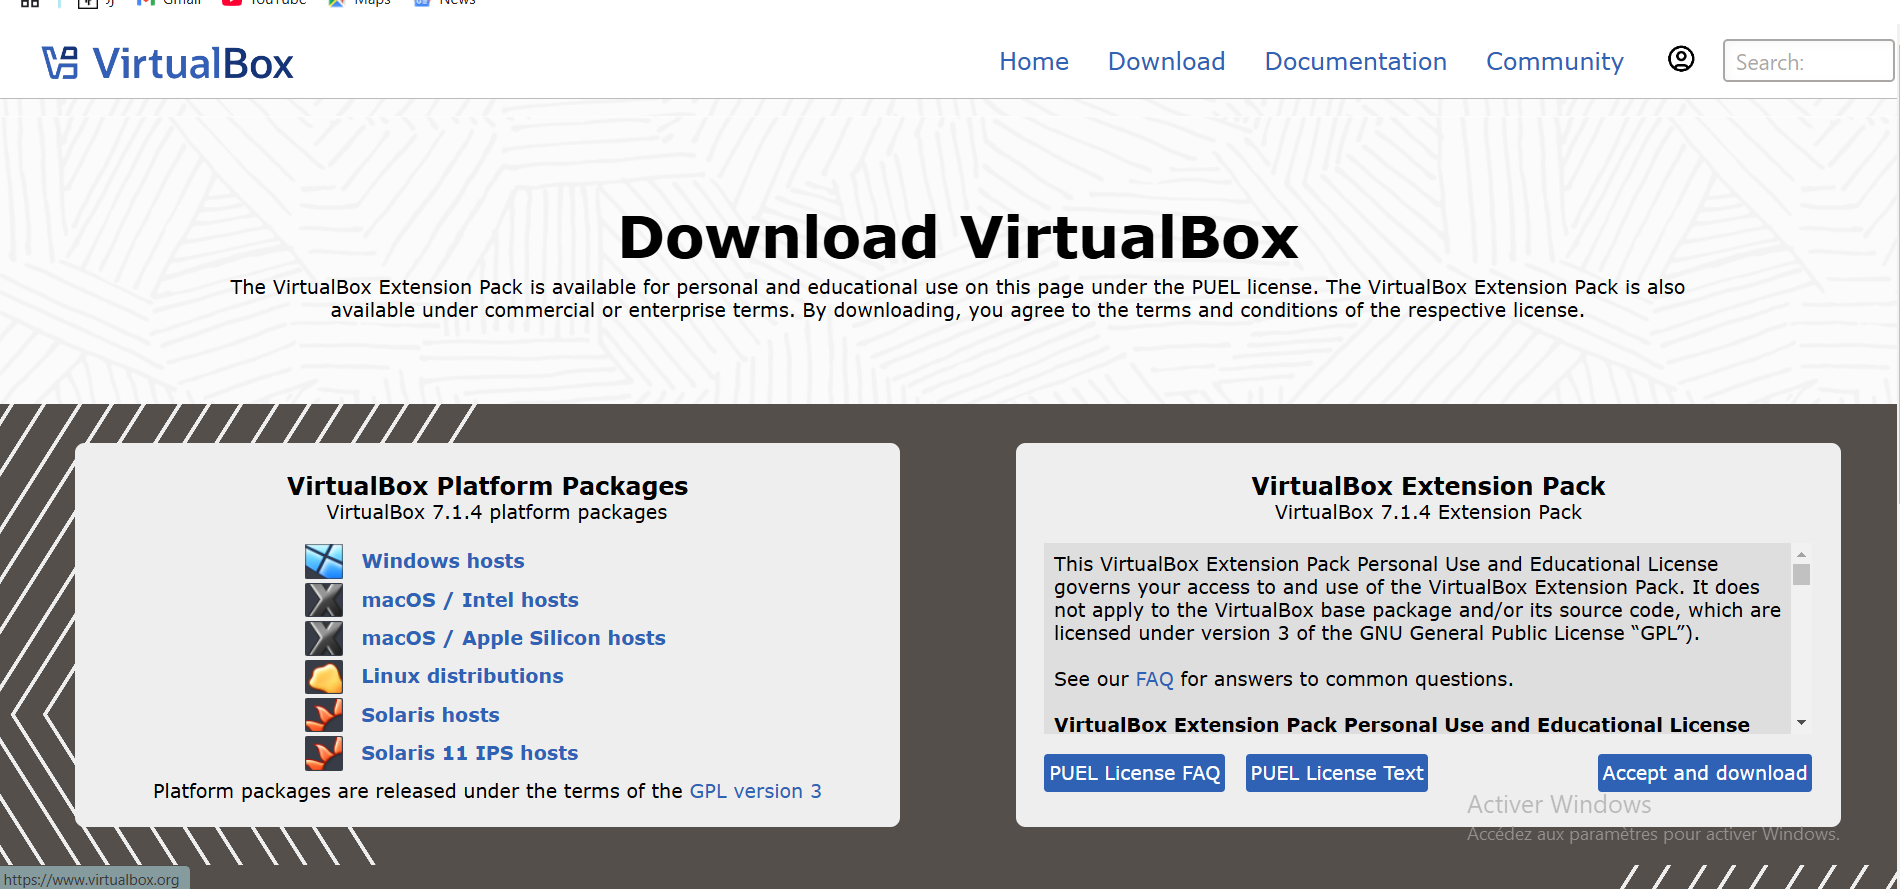 Gmail YouTube Maps News
VirtualBox
Home Download Documentation Community Search:
Download VirtualBox
The VirtualBox Extension Pack is available for personal and educational use on this page under the PUEL license. The VirtualBox Extension Pack is also
available under commercial or enterprise terms. By downloading, you agree to the terms and conditions of the respective license.
VirtualBox Platform Packages
VirtualBox 7.1.4 platform packages
Windows hosts
macOS / Intel hosts
macOS / Apple Silicon hosts
Linux distributions
Solaris hosts
Solaris 11 IPS hosts
Platform packages are released under the terms of the GPL version 3
VirtualBox Extension Pack
VirtualBox 7.1.4 Extension Pack
This VirtualBox Extension Pack Personal Use and Educational License
governs your access to and use of the VirtualBox Extension Pack. It does
not apply to the VirtualBox base package and/or its source code, which are
licensed under version 3 of the GNU General Public License “GPL”).
See our FAQ for answers to common questions.
VirtualBox Extension Pack Personal Use and Educational License
PUEL License FAQ PUEL License Text Accept and download
Activer Windows
Accédez aux paramètres pour activer Windows.
https://www.virtualbox.org